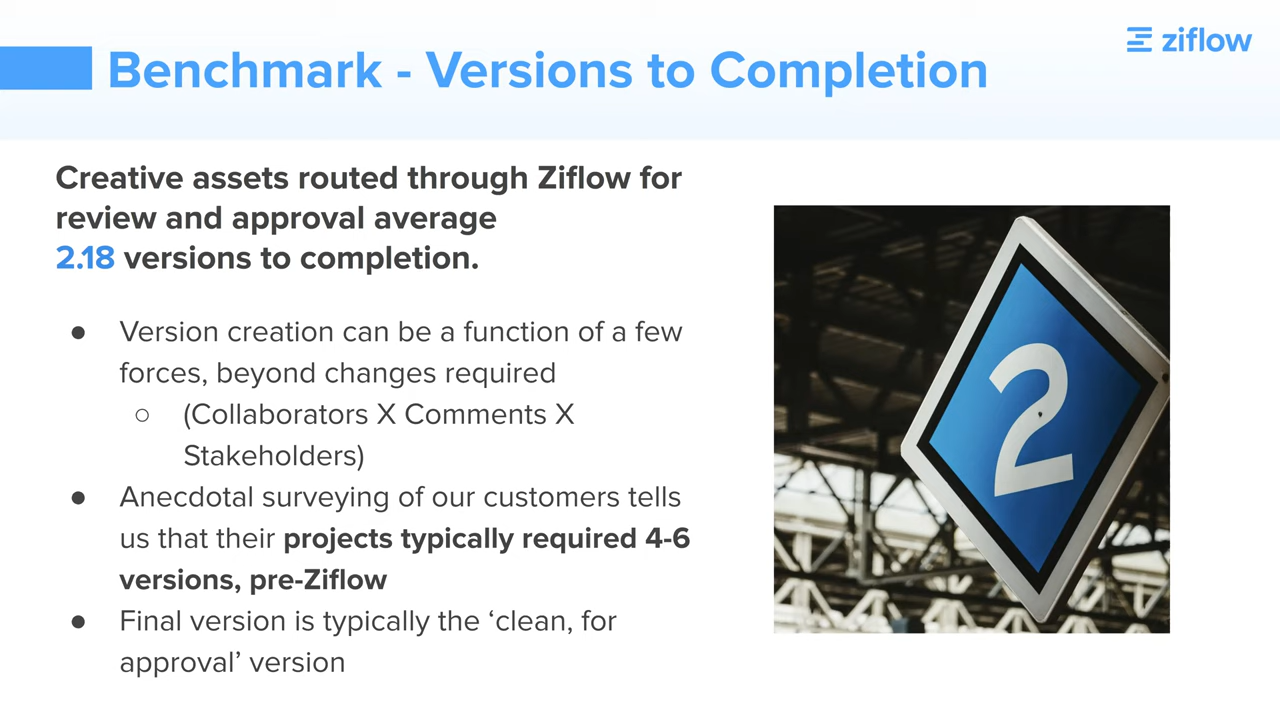 ziflow
Benchmark - Versions to Completion
Creative assets routed through Ziflow for
review and approval average
2.18 versions to completion.
● Version creation can be a function of a few
forces, beyond changes required
○ (Collaborators X Comments X
Stakeholders)
● Anecdotal surveying of our customers tells
us that their projects typically required 4-6
versions, pre-Ziflow
● Final version is typically the ‘clean, for
approval’ version
2